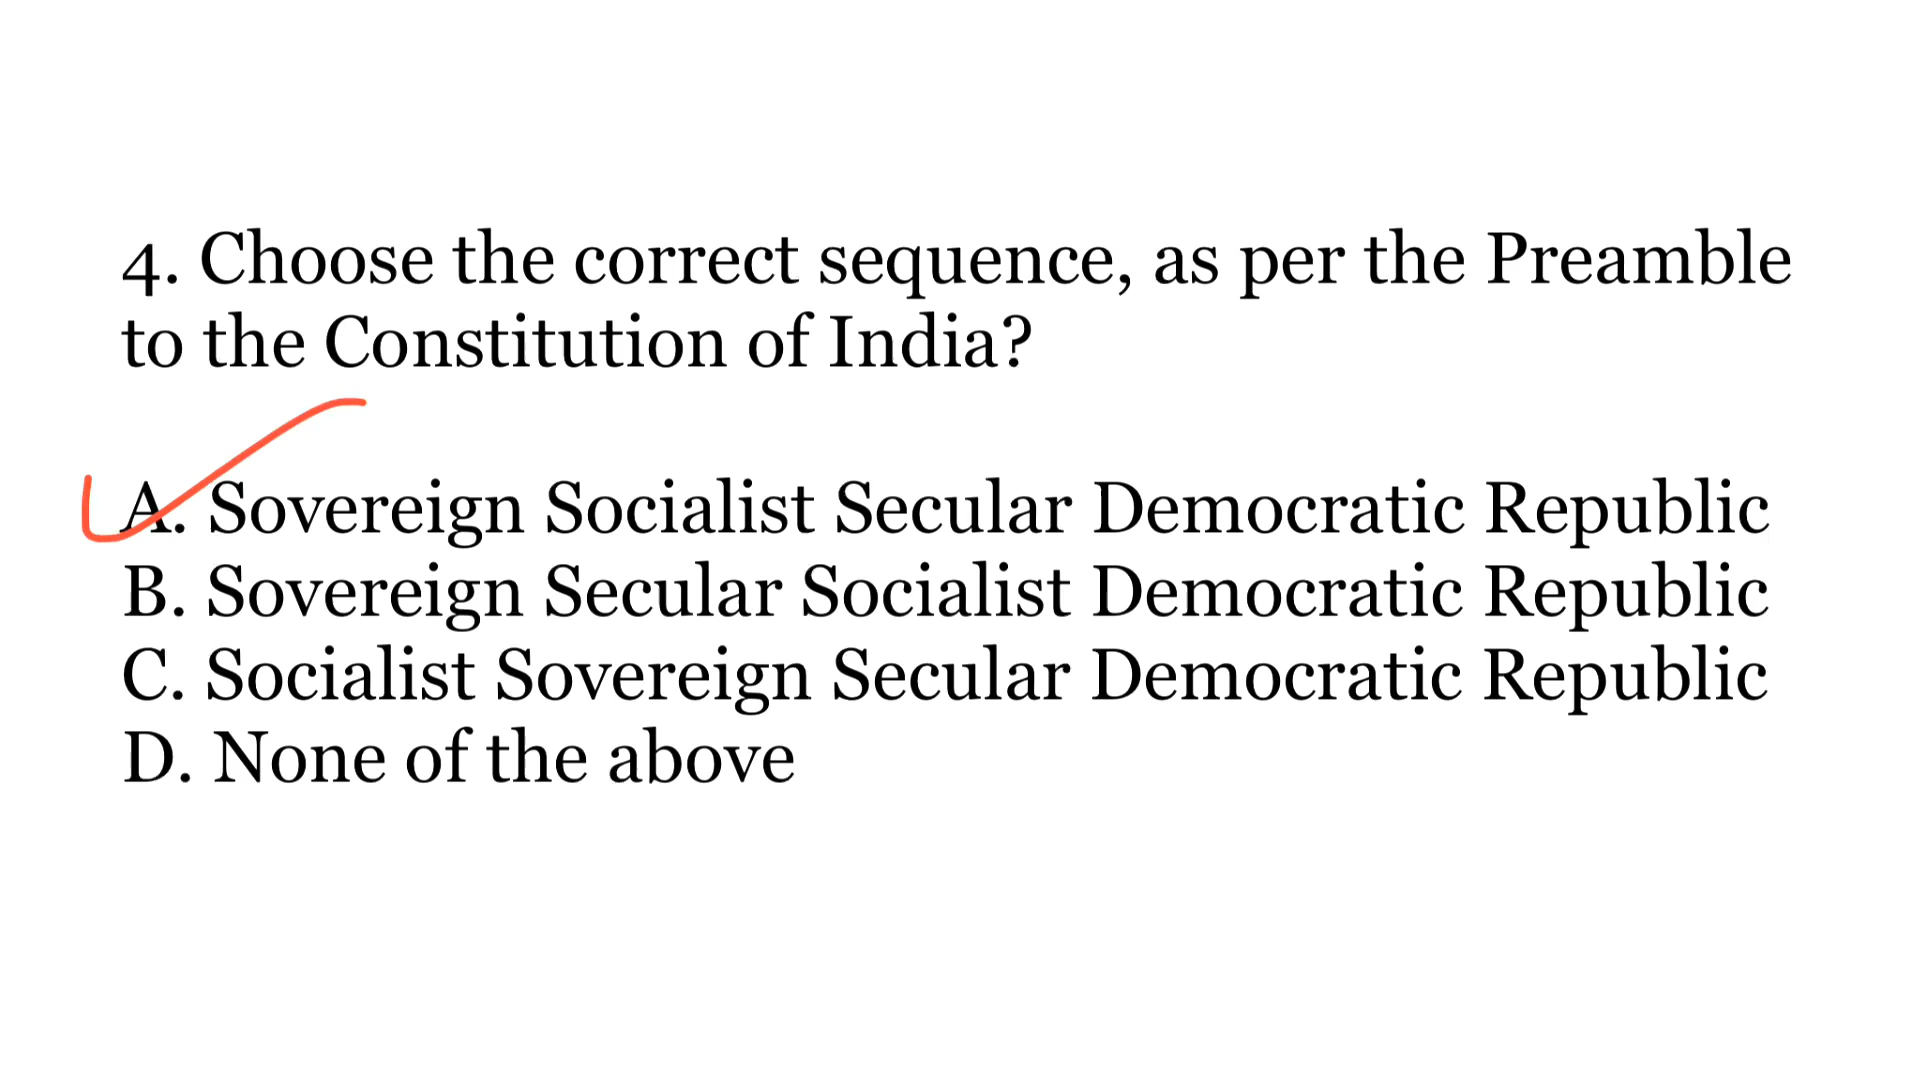 4. Choose the correct sequence, as per the Preamble
to the Constitution of India?
A. Sovereign Socialist Secular Democratic Republic
B. Sovereign Secular Socialist Democratic Republic
C. Socialist Sovereign Secular Democratic Republic
D. None of the above